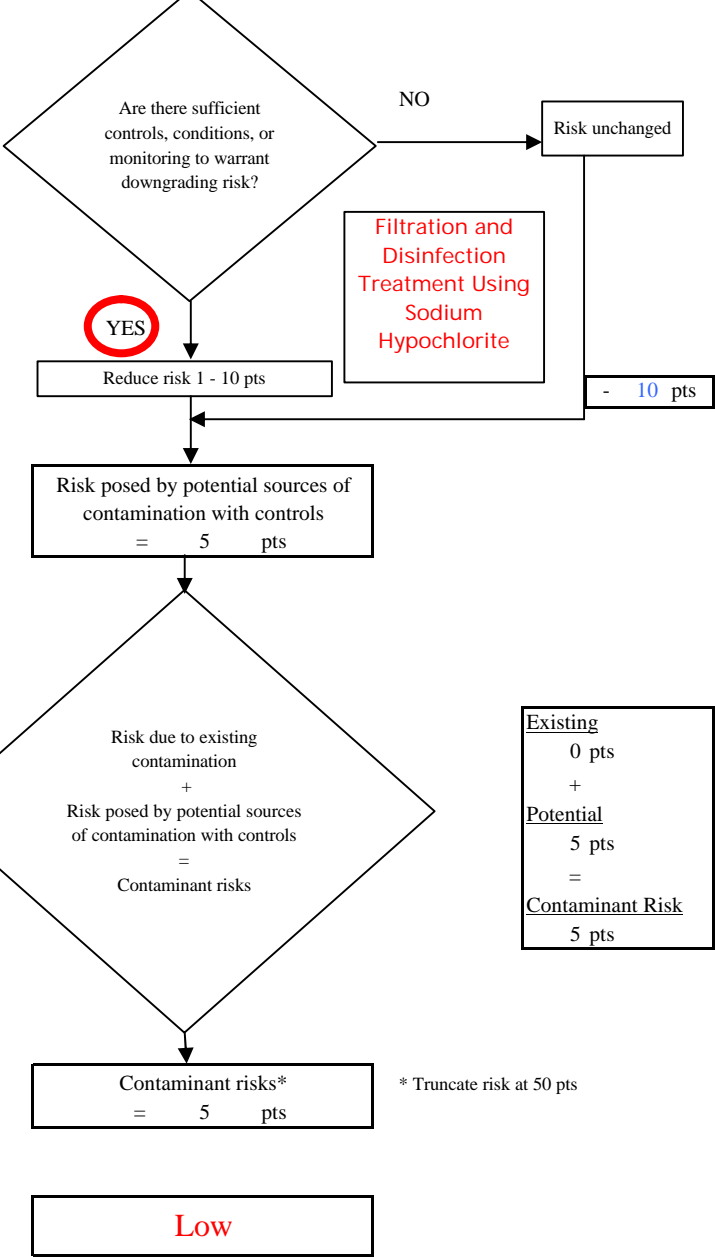 Are there sufficient
controls, conditions, or
monitoring to warrant
downgrading risk?
NO
Risk unchanged
Filtration and
Disinfection
Treatment Using
Sodium
Hypochlorite
YES
Reduce risk 1 - 10 pts
- 10 pts
Risk posed by potential sources of
contamination with controls
= 5 pts
Risk due to existing
contamination
+
Risk posed by potential sources
of contamination with controls
=
Contaminant risks
Existing
0 pts
+
Potential
5 pts
=
Contaminant Risk
5 pts
Contaminant risks*
= 5 pts
* Truncate risk at 50 pts
Low